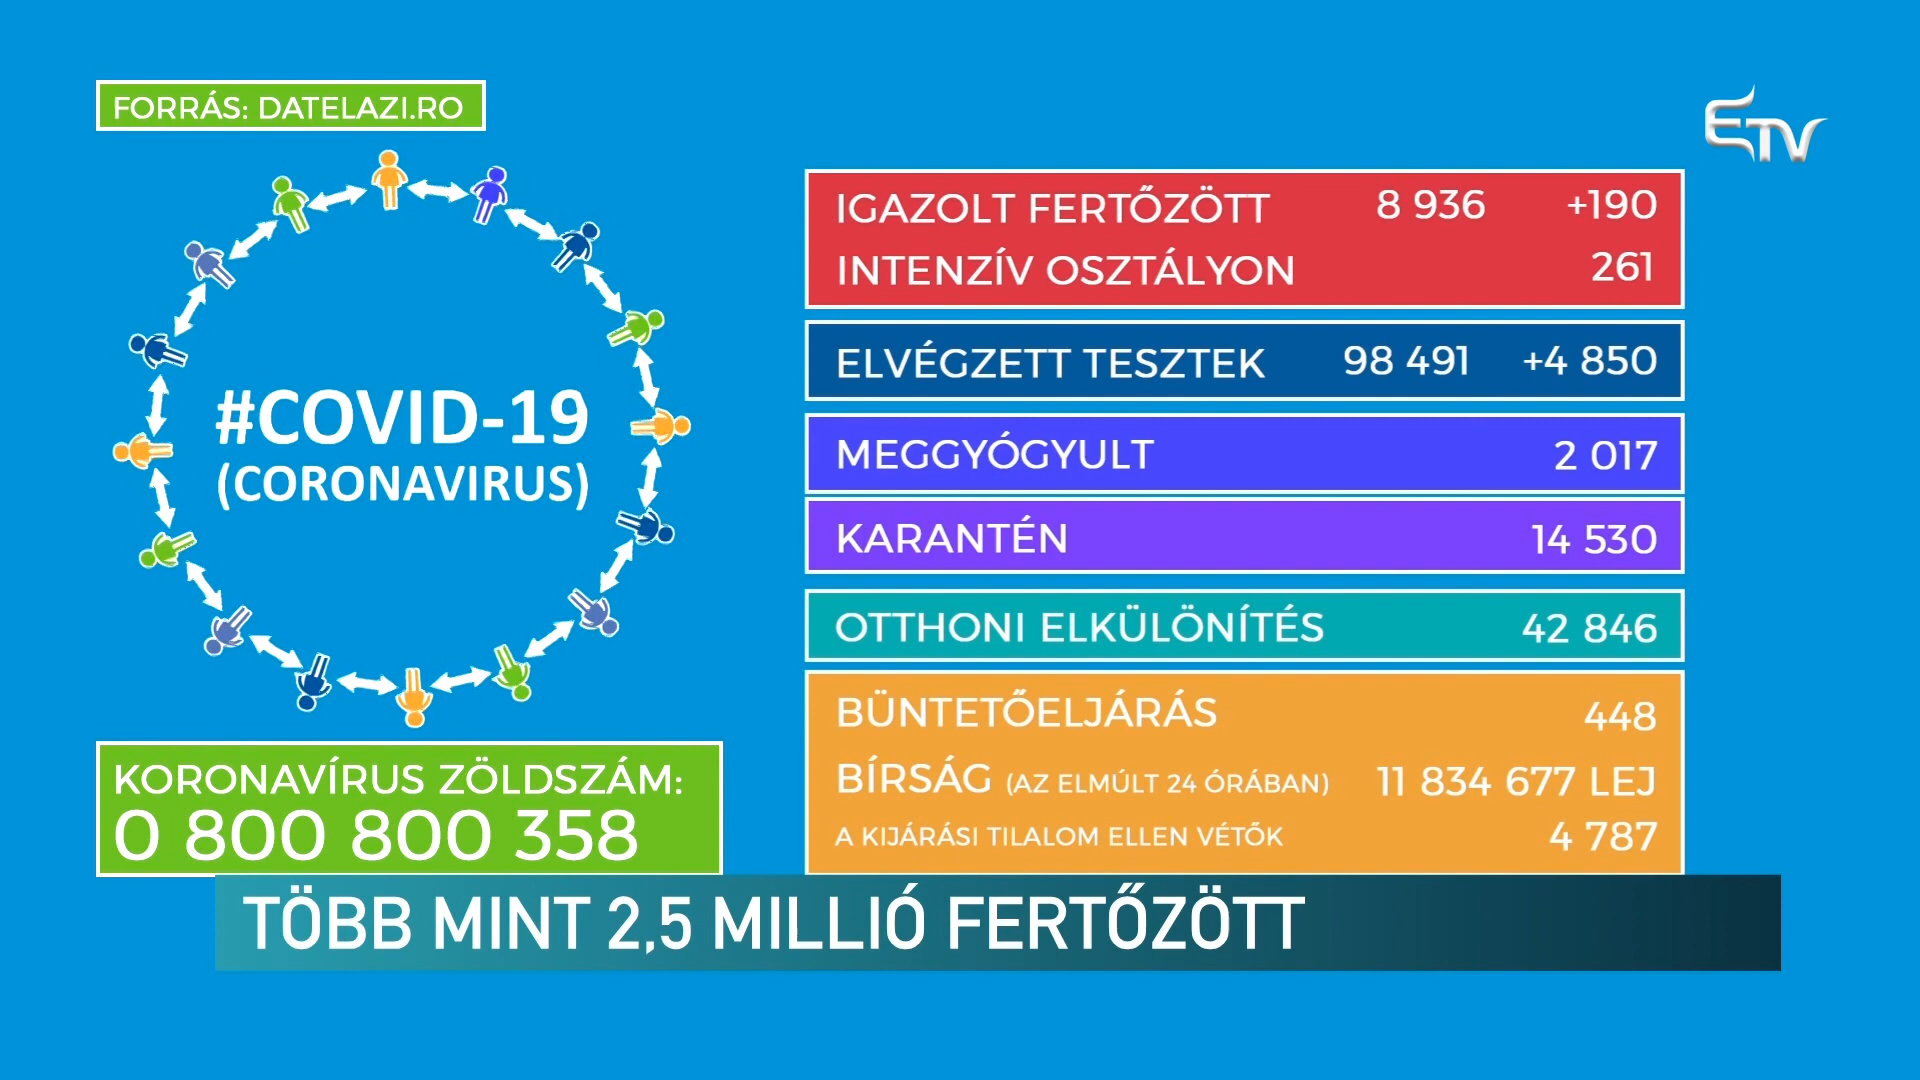 FORRÁS: DATELAZI.RO
ETV
#COVID-19
(CORONAVIRUS)
KORONAVÍRUS ZÖLDSZÁM:
0 800 800 358
IGAZOLT FERTŐZÖTT 8 936 +190
INTENZÍV OSZTÁLYON 261
ELVÉGZETT TESZTEK 98 491 +4 850
MEGGYÓGYULT 2 017
KARANTÉN 14 530
OTTHONI ELKÜLÖNÍTÉS 42 846
BÜNTETŐELJÁRÁS 448
BÍRSÁG (AZ ELMÚLT 24 ÓRÁBAN) 11 834 677 LEJ
A KIJÁRÁSI TILALOM ELLEN VÉTŐK 4 787
TÖBB MINT 2,5 MILLIÓ FERTŐZÖTT